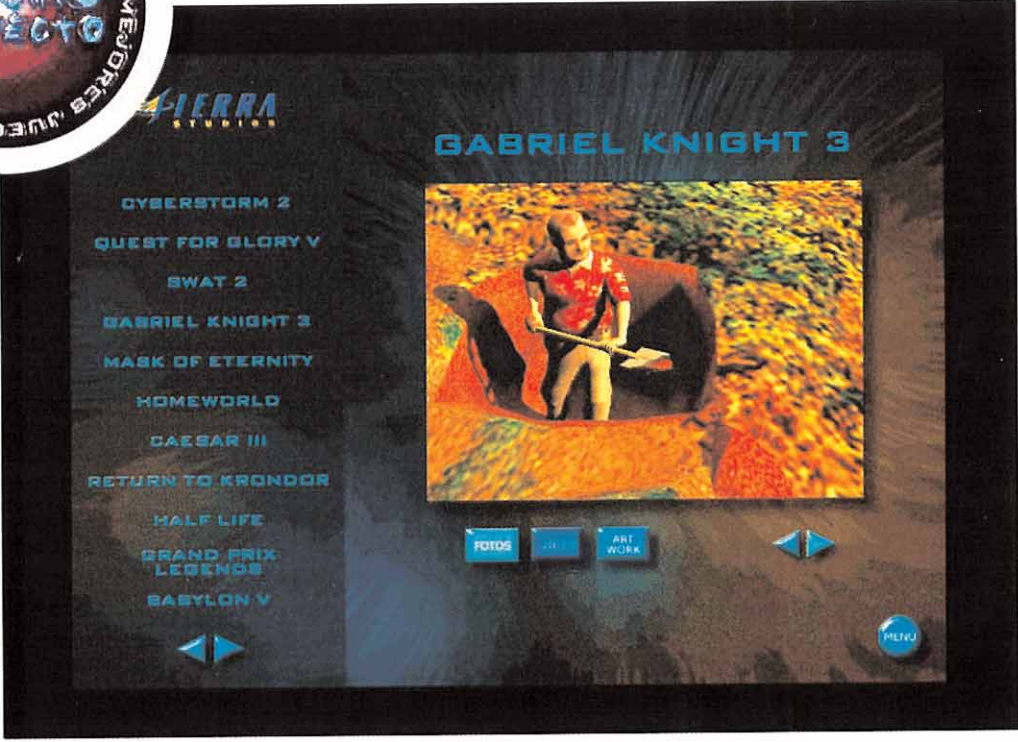 ECTO
MEJORES JUEG
SIERRA
STUDIOS
GABRIEL KNIGHT 3
CYBERSTORM 2
QUEST FOR GLORY V
SWAT 2
GABRIEL KNIGHT 3
MASK OF ETERNITY
HOMEWORLD
CAESAR III
RETURN TO KRONDOR
HALF LIFE
GRAND PRIX
LEGENDS
BABYLON V
FOTOS
ART
WORK
MENU